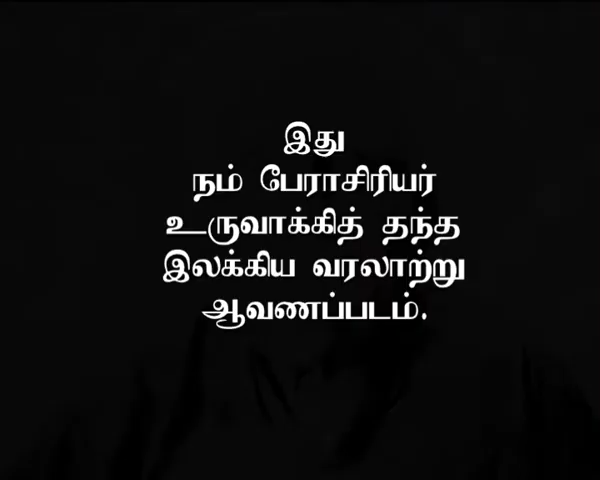 இது
நம் பேராசிரியர்
உருவாக்கித் தந்த
இலக்கிய வரலாற்று
ஆவணப்படம்.